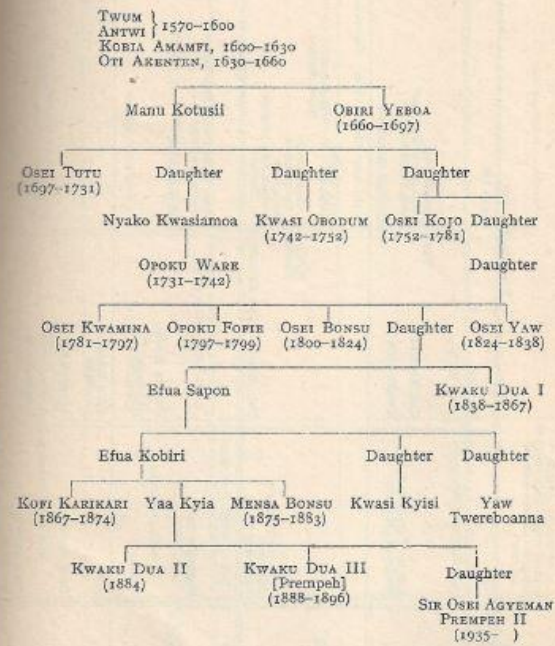 TWUM
ANTWI } 1570–1600
KOBIA AMAMFI, 1600–1630
OTI AKENTEN, 1630–1660
Manu Kotusii OBIRI YEBOA
(1660–1697)
OSEI TUTU Daughter Daughter Daughter
(1697–1731)
Nyako Kwasiamoa KWASI OBODUM OSEI KOJO Daughter
(1742–1752) (1752–1781)
OPOKU WARE Daughter
(1731–1742)
OSEI KWAMINA OPOKU FOFIE OSEI BONSU Daughter OSEI YAW
(1781–1797) (1797–1799) (1800–1824) (1824–1838)
Efua Sapon KWAKU DUA I
(1838–1867)
Efua Kobiri Daughter Daughter
KOFI KARIKARI Yaa Kyia MENSA BONSU Kwasi Kyisi Yaw
(1867–1874) (1875–1883) Twereboanna
KWAKU DUA II KWAKU DUA III Daughter
(1884) [Prempeh]
(1888–1896)
SIR OSEI AGYEMAN
PREMPEH II
(1935– )